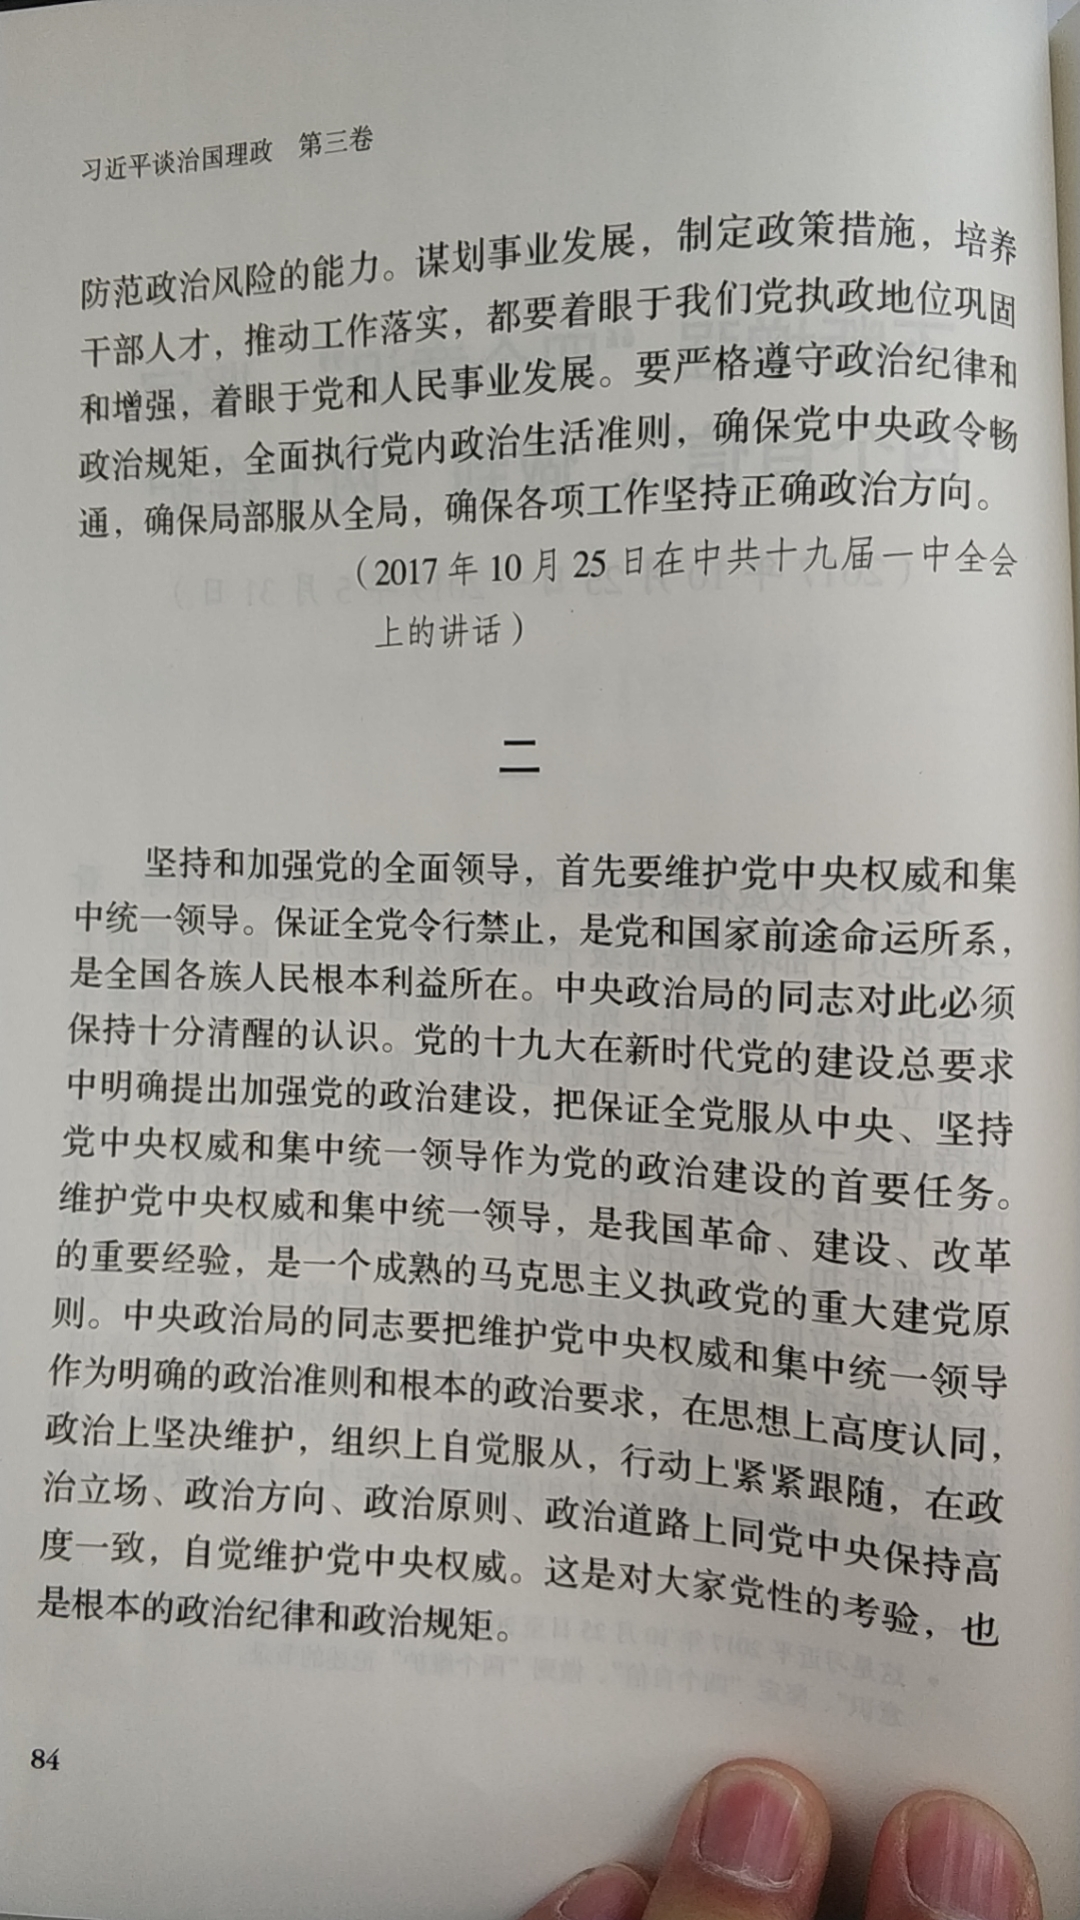 习近平谈治国理政 第三卷
防范政治风险的能力。谋划事业发展，制定政策措施，培养
干部人才，推动工作落实，都要着眼于我们党执政地位巩固
和增强，着眼于党和人民事业发展。要严格遵守政治纪律和
政治规矩，全面执行党内政治生活准则，确保党中央政令畅
通，确保局部服从全局，确保各项工作坚持正确政治方向。
（2017 年 10 月 25 日在中共十九届一中全会
上的讲话）
二
坚持和加强党的全面领导，首先要维护党中央权威和集
中统一领导。保证全党令行禁止，是党和国家前途命运所系，
是全国各族人民根本利益所在。中央政治局的同志对此必须
保持十分清醒的认识。党的十九大在新时代党的建设总要求
中明确提出加强党的政治建设，把保证全党服从中央、坚持
党中央权威和集中统一领导作为党的政治建设的首要任务。
维护党中央权威和集中统一领导，是我国革命、建设、改革
的重要经验，是一个成熟的马克思主义执政党的重大建党原
则。中央政治局的同志要把维护党中央权威和集中统一领导
作为明确的政治准则和根本的政治要求，在思想上高度认同，
政治上坚决维护，组织上自觉服从，行动上紧紧跟随，在政
治立场、政治方向、政治原则、政治道路上同党中央保持高
度一致，自觉维护党中央权威。这是对大家党性的考验，也
是根本的政治纪律和政治规矩。
84